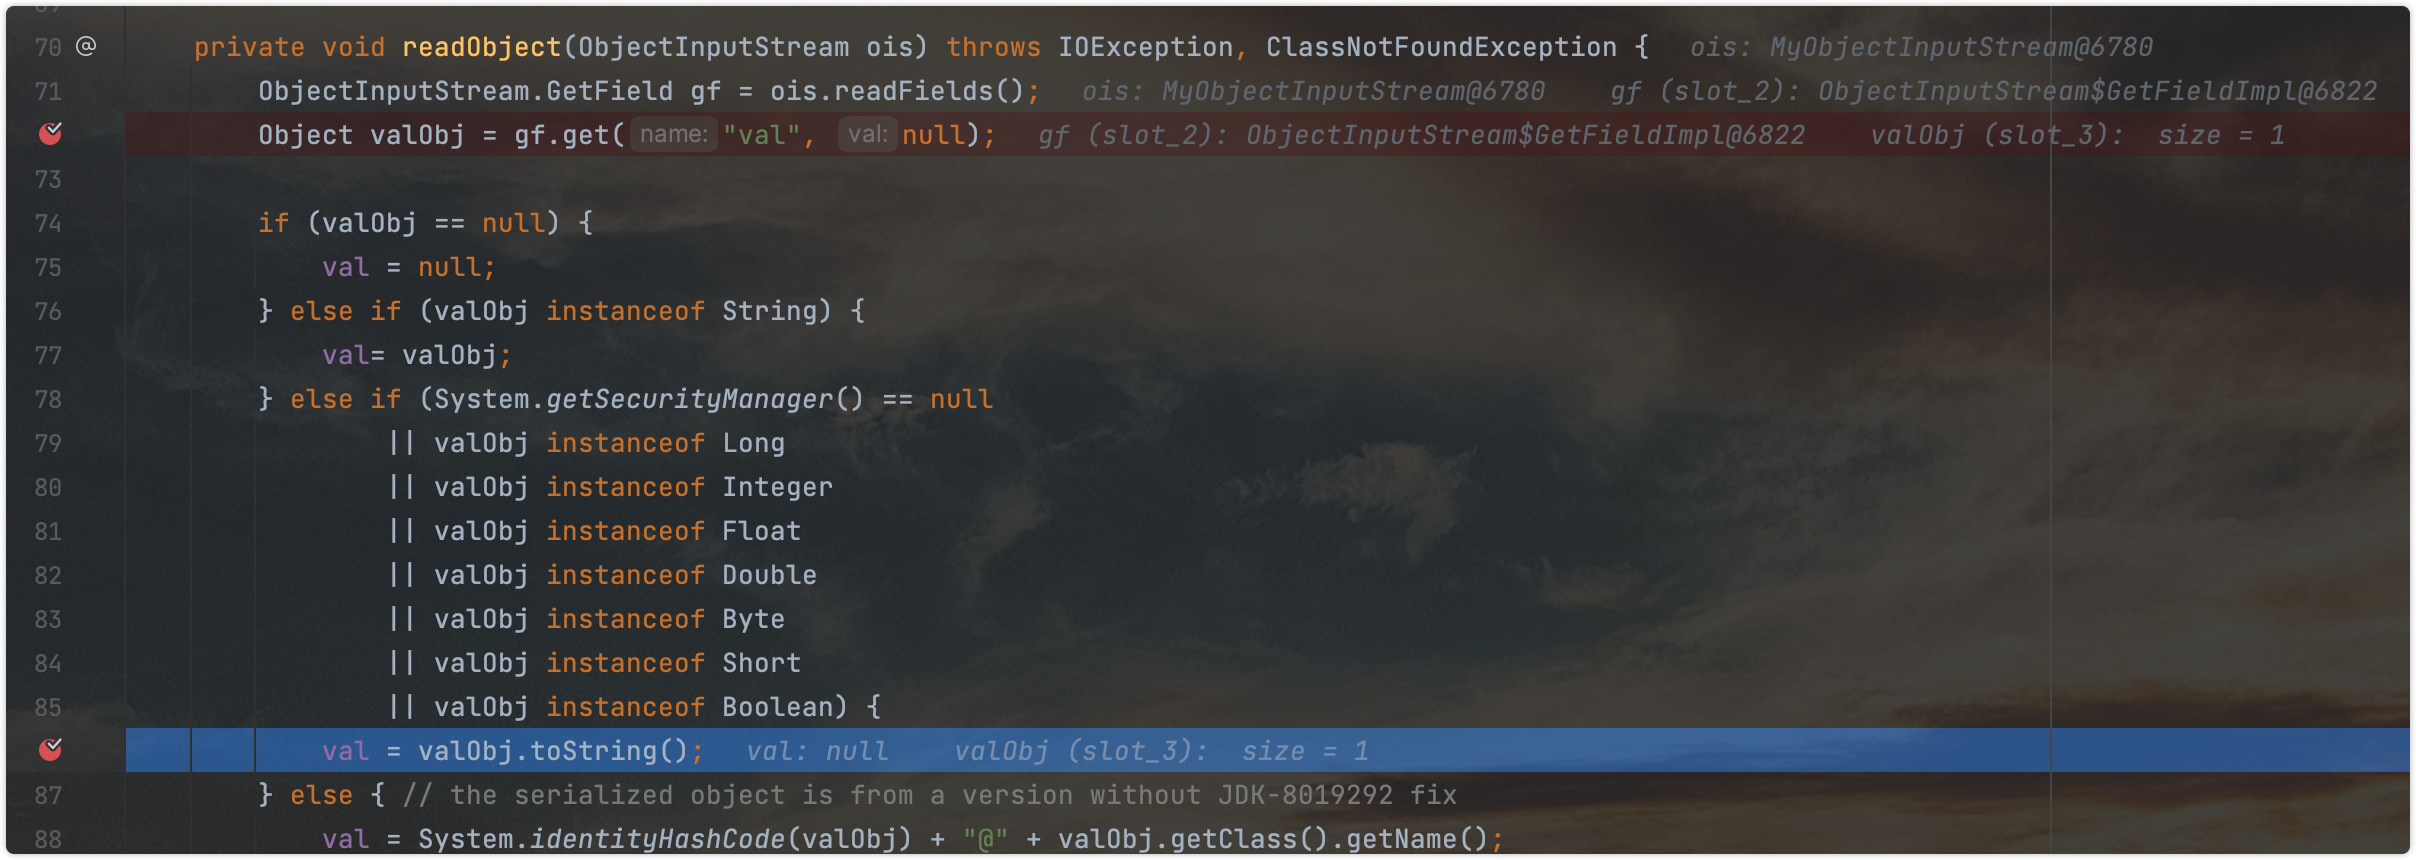 70 @ private void readObject(ObjectInputStream ois) throws IOException, ClassNotFoundException { ois: MyObjectInputStream@6780
71 ObjectInputStream.GetField gf = ois.readFields(); ois: MyObjectInputStream@6780 gf (slot_2): ObjectInputStream$GetFieldImpl@6822
Object valObj = gf.get( name: "val", val: null); gf (slot_2): ObjectInputStream$GetFieldImpl@6822 valObj (slot_3): size = 1
73
74 if (valObj == null) {
75 val = null;
76 } else if (valObj instanceof String) {
77 val= valObj;
78 } else if (System.getSecurityManager() == null
79 || valObj instanceof Long
80 || valObj instanceof Integer
81 || valObj instanceof Float
82 || valObj instanceof Double
83 || valObj instanceof Byte
84 || valObj instanceof Short
85 || valObj instanceof Boolean) {
val = valObj.toString(); val: null valObj (slot_3): size = 1
87 } else { // the serialized object is from a version without JDK-8019292 fix
88 val = System.identityHashCode(valObj) + "@" + valObj.getClass().getName();